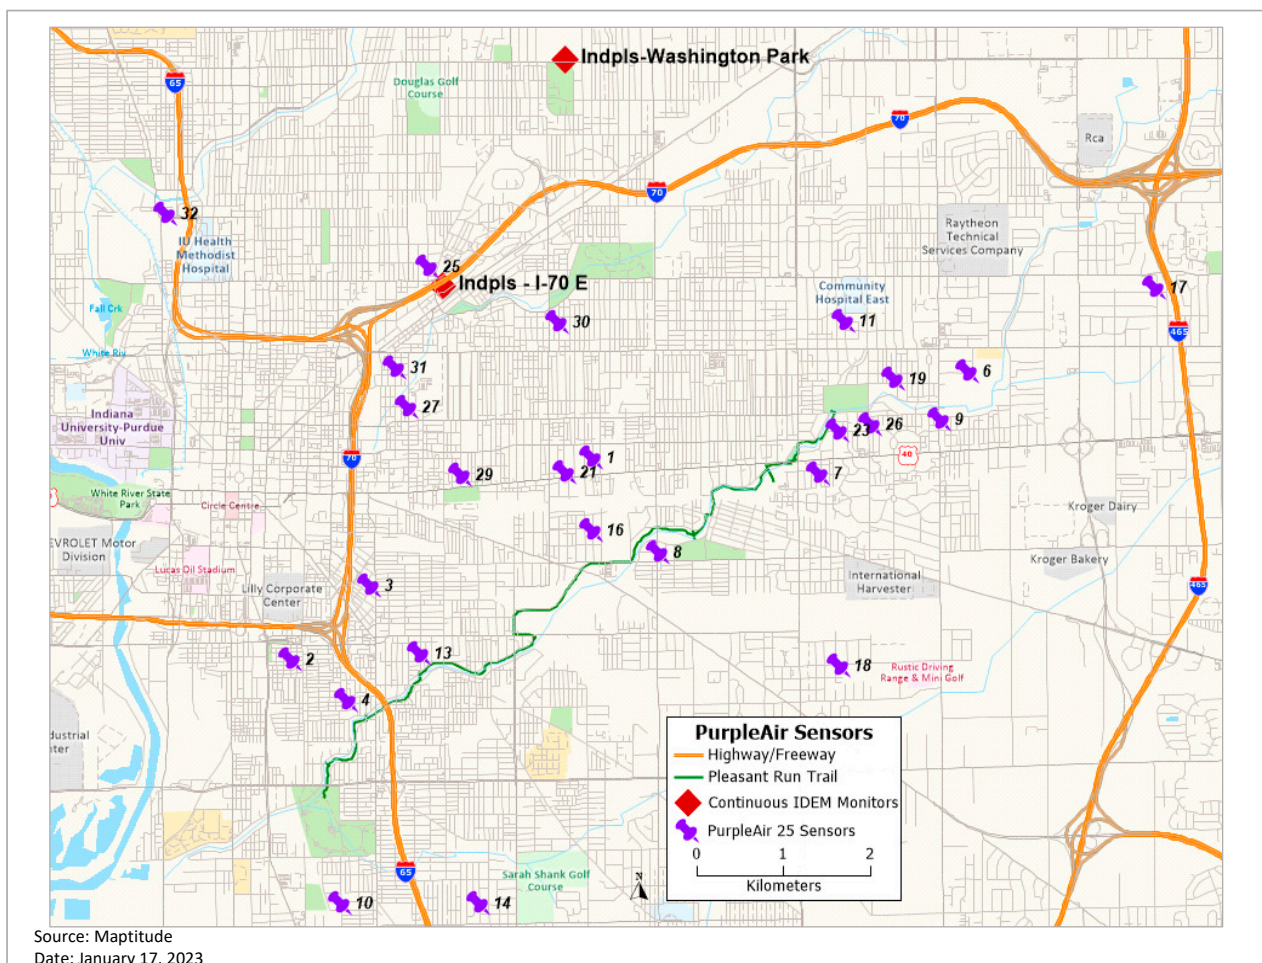 Indpls-Washington Park
65
Douglas Golf
Course
70
Rca
70
32
IU Health
Methodist
Hospital
Raytheon
Technical
Services Company
25
Indpls - I-70 E
Community
Hospital East
17
Fall Crk
30
11
465
White Riv
31
19
6
27
Indiana
University-Purdue
Univ
23
26
9
40
70
1
29
21
7
White River State
Park
Circle Centre
Kroger Dairy
16
EVROLET Motor
Division
8
Kroger Bakery
Lucas Oil Stadium
Lilly Corporate
Center
3
International
Harvester
465
2
13
18
Rustic Driving
Range & Mini Golf
4
dustrial
nter
PurpleAir Sensors
Highway/Freeway
Pleasant Run Trail
Continuous IDEM Monitors
PurpleAir 25 Sensors
0 1 2
Kilometers
N
65
Sarah Shank Golf
Course
10
14
Source: Maptitude
Date: January 17, 2023